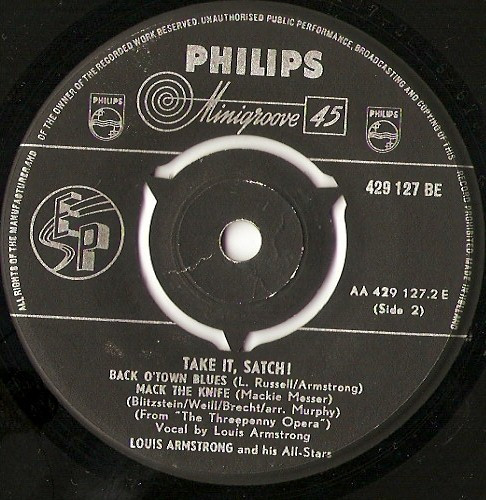 ALL RIGHTS OF THE MANUFACTURER AND OF THE OWNER OF THE RECORDED WORK RESERVED. UNAUTHORISED PUBLIC PERFORMANCE, BROADCASTING AND COPYING OF THIS RECORD PROHIBITED MADE IN HOLLAND
PHILIPS
Minigroove 45
PHILIPS
PHILIPS
429 127 BE
ESP
AA 429 127.2 E
(Side 2)
TAKE IT, SATCH!
BACK O'TOWN BLUES (L. Russell/Armstrong)
MACK THE KNIFE (Mackie Messer)
(Blitzstein/Weill/Brecht/arr. Murphy)
(From "The Threepenny Opera")
Vocal by Louis Armstrong
LOUIS ARMSTRONG and his All-Stars